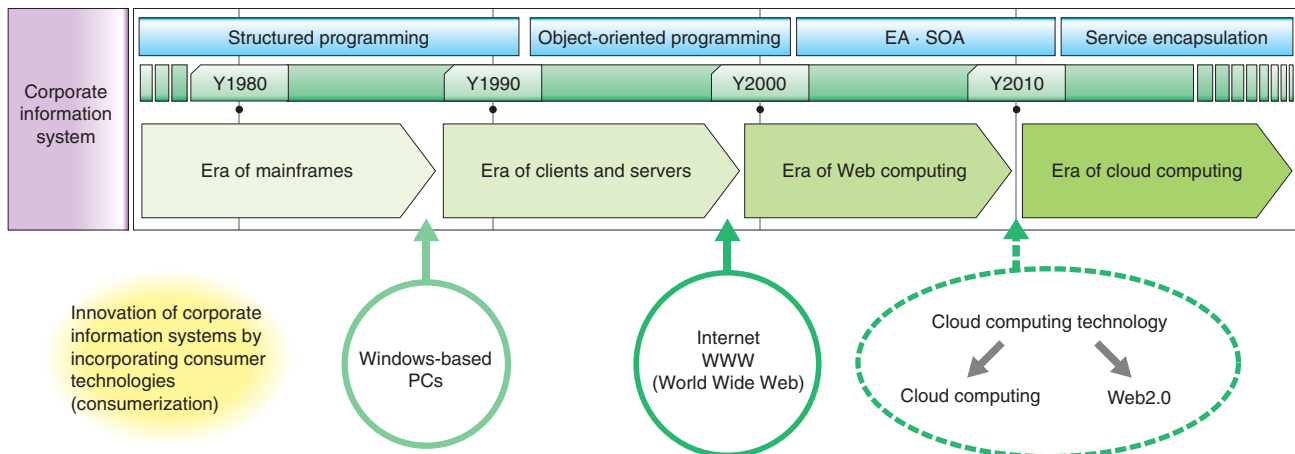 Corporate
information
system
Structured programming
Object-oriented programming
EA · SOA
Service encapsulation
Y1980
Y1990
Y2000
Y2010
Era of mainframes
Era of clients and servers
Era of Web computing
Era of cloud computing
Innovation of corporate
information systems by
incorporating consumer
technologies
(consumerization)
Windows-based
PCs
Internet
WWW
(World Wide Web)
Cloud computing technology
Cloud computing
Web2.0